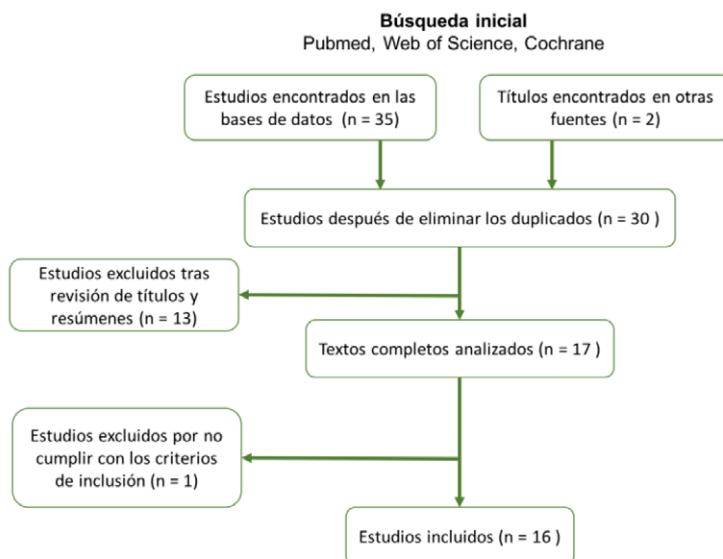 Búsqueda inicial
Pubmed, Web of Science, Cochrane
Estudios encontrados en las
bases de datos (n = 35)
Títulos encontrados en otras
fuentes (n = 2)
Estudios después de eliminar los duplicados (n = 30 )
Estudios excluidos tras
revisión de títulos y
resúmenes (n = 13)
Textos completos analizados (n = 17 )
Estudios excluidos por no
cumplir con los criterios
de inclusión (n = 1)
Estudios incluidos (n = 16 )